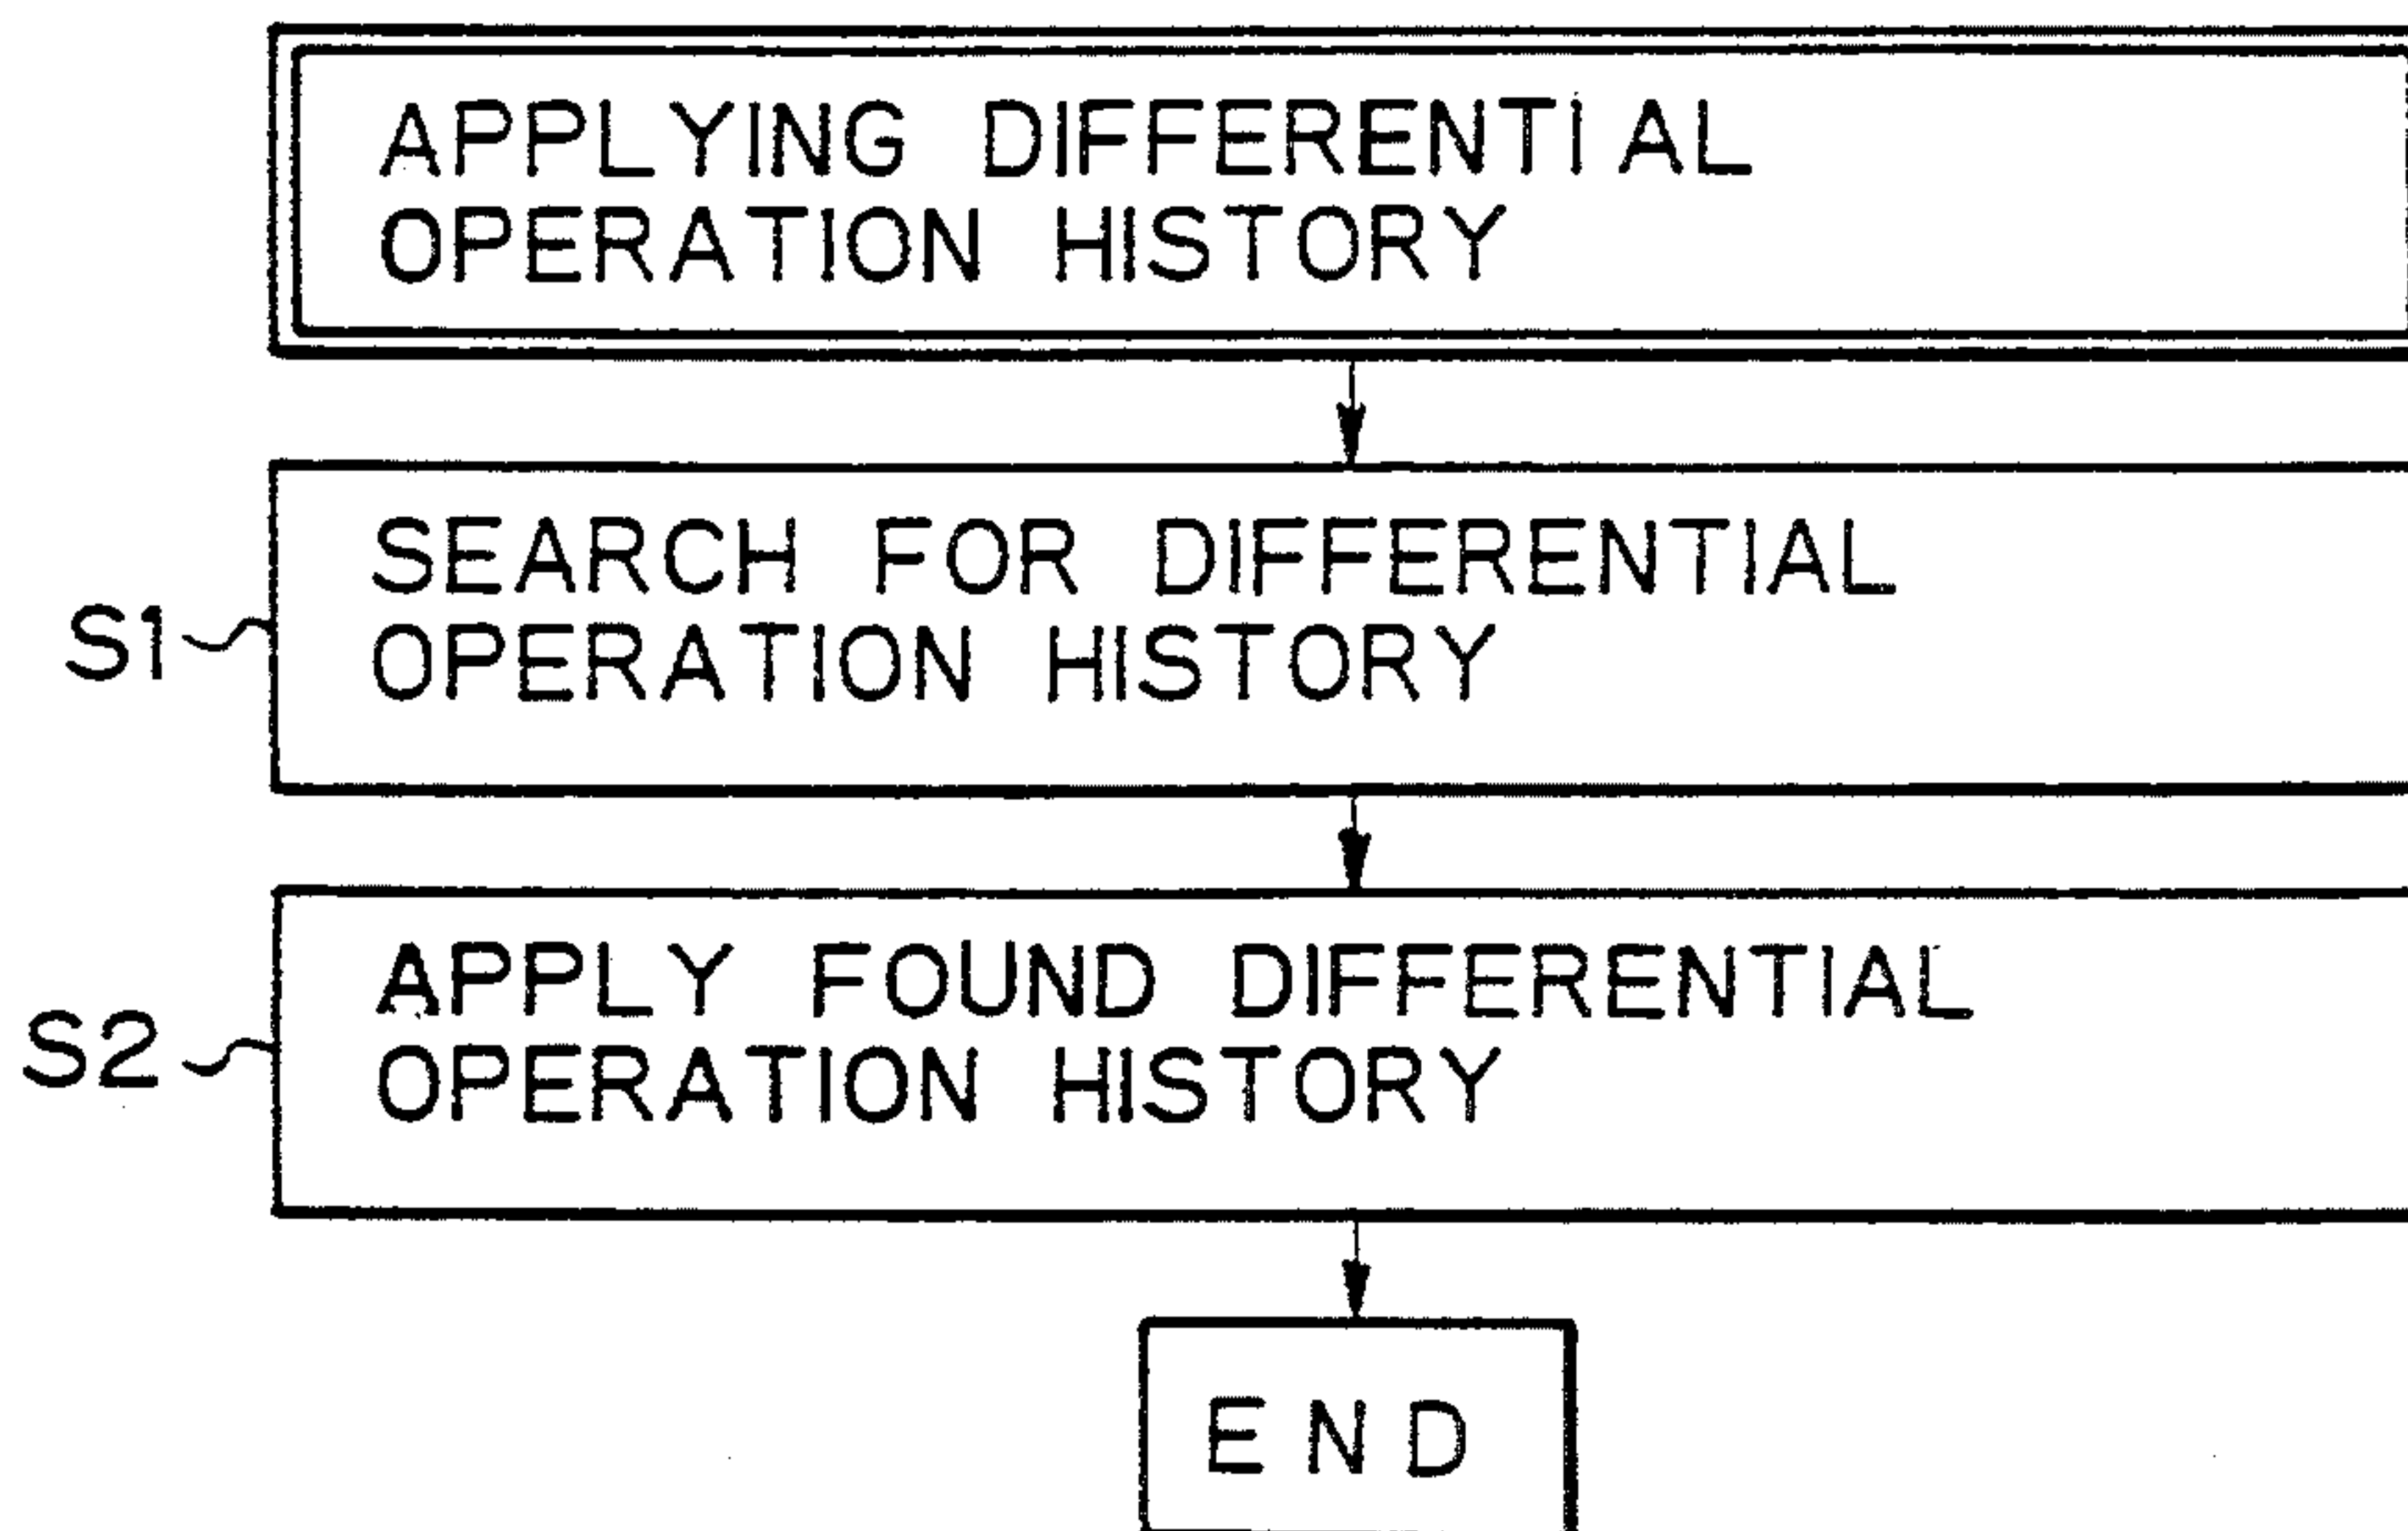 APPLYING DIFFERENTIAL
OPERATION HISTORY
SEARCH FOR DIFFERENTIAL
OPERATION HISTORY
S1
APPLY FOUND DIFFERENTIAL
OPERATION HISTORY
S2
END